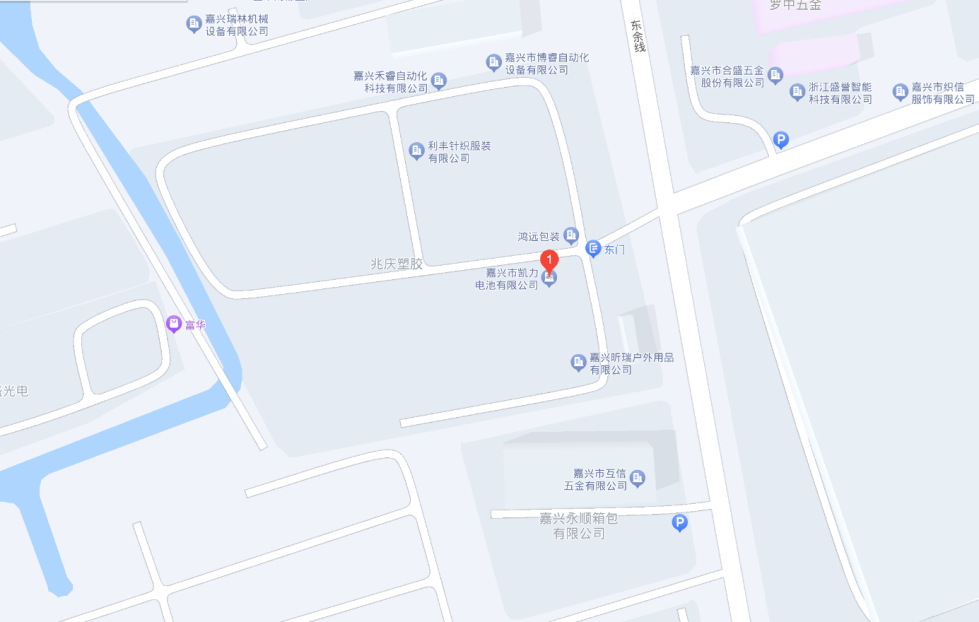 罗中五金
嘉兴瑞林机械
设备有限公司
东余线
嘉兴市博睿自动化
设备有限公司
嘉兴禾睿自动化
科技有限公司
嘉兴市合盛五金
股份有限公司
浙江盛誉智能
科技有限公司
嘉兴市织信
服饰有限公司
P
利丰针织服装
有限公司
鸿远包装
东门
兆庆塑胶
1
嘉兴市凯力
电池有限公司
富华
嘉兴昕瑞户外用品
有限公司
光电
嘉兴市互信
五金有限公司
嘉兴永顺箱包
有限公司
P